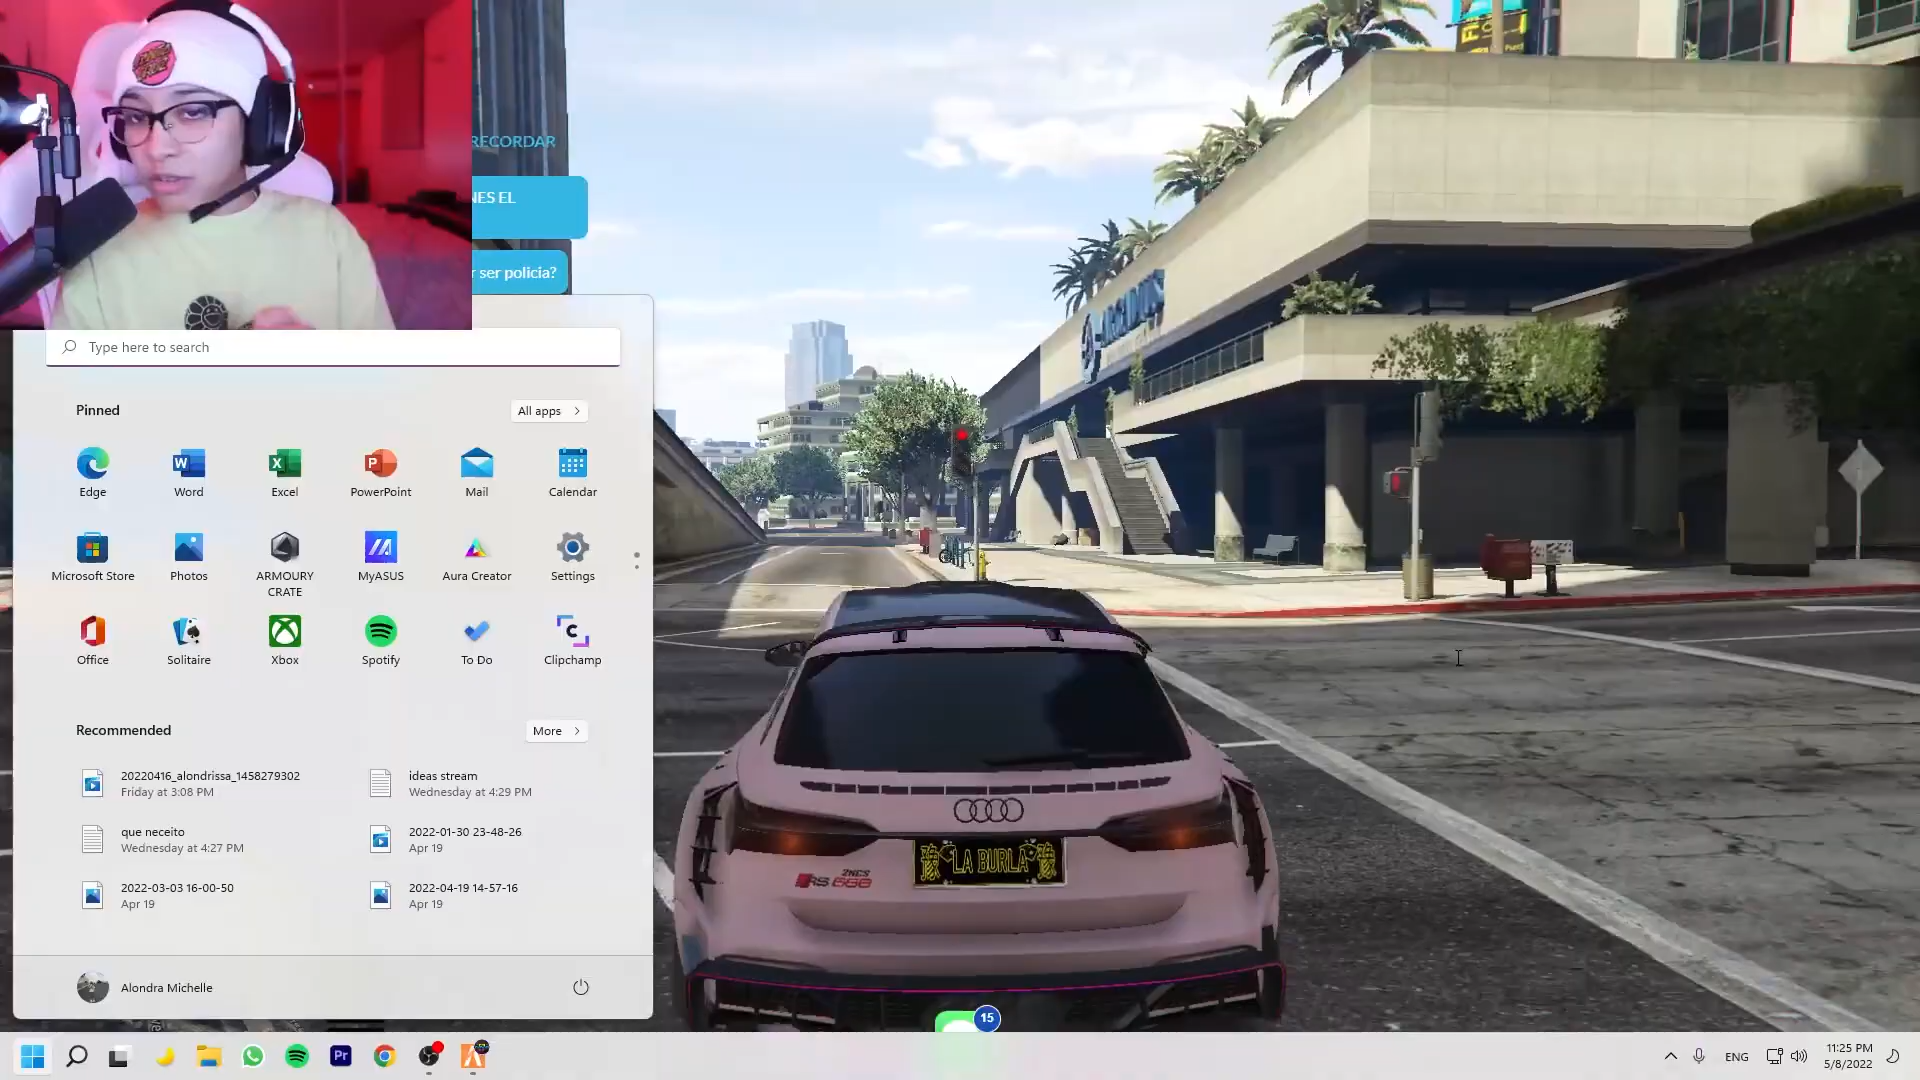 RECORDAR
NES EL
r ser policia?
Type here to search
Pinned
All apps
Edge
Word
Excel
PowerPoint
Mail
Calendar
Microsoft Store
Photos
ARMOURY
CRATE
MyASUS
Aura Creator
Settings
Office
Solitaire
Xbox
Spotify
To Do
Clipchamp
Recommended
More
20220416_alondrissa_1458279302
Friday at 3:08 PM
ideas stream
Wednesday at 4:29 PM
que neceito
Wednesday at 4:27 PM
2022-01-30 23-48-26
Apr 19
2022-03-03 16-00-50
Apr 19
2022-04-19 14-57-16
Apr 19
Alondra Michelle
LA BURLA
15
Pr
ENG
11:25 PM
5/8/2022